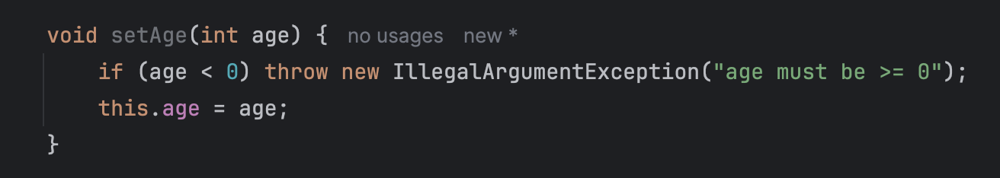 void setAge(int age) { no usages new *
if (age < 0) throw new IllegalArgumentException("age must be >= 0");
this.age = age;
}